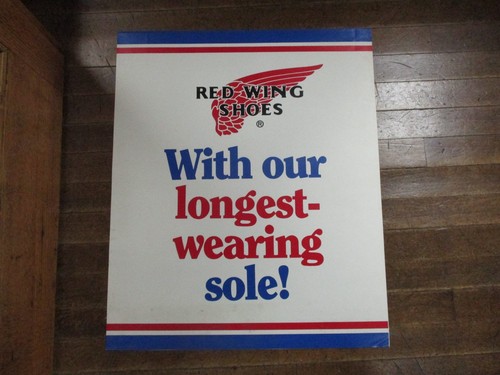 RED WING
SHOES
®
With our
longest-
wearing
sole!